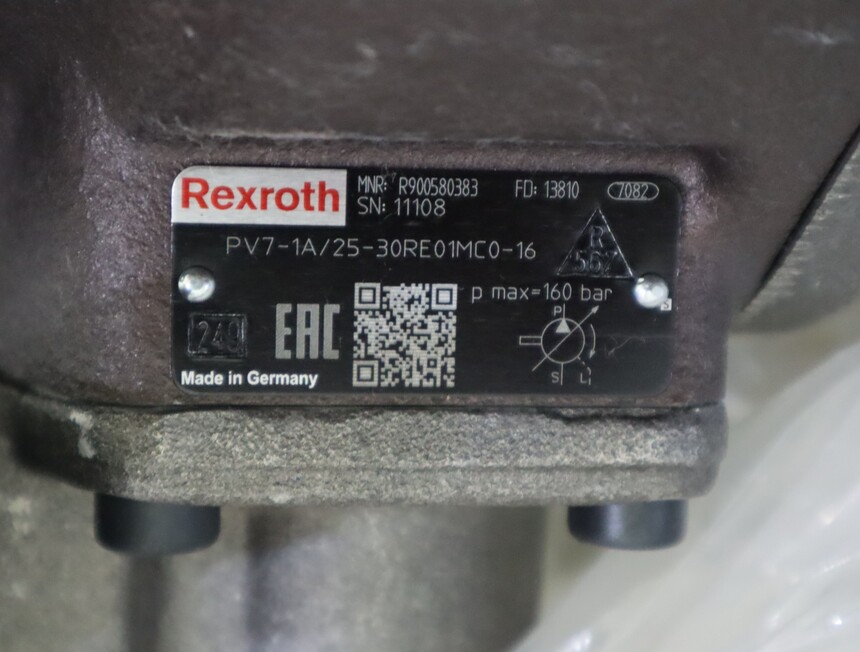 Rexroth
MNR: R900580383 FD: 13810 7082
SN: 11108
PV7-1A/25-30RE01MC0-16
R
567
p max=160 bar
240
EAC
P
S L
Made in Germany